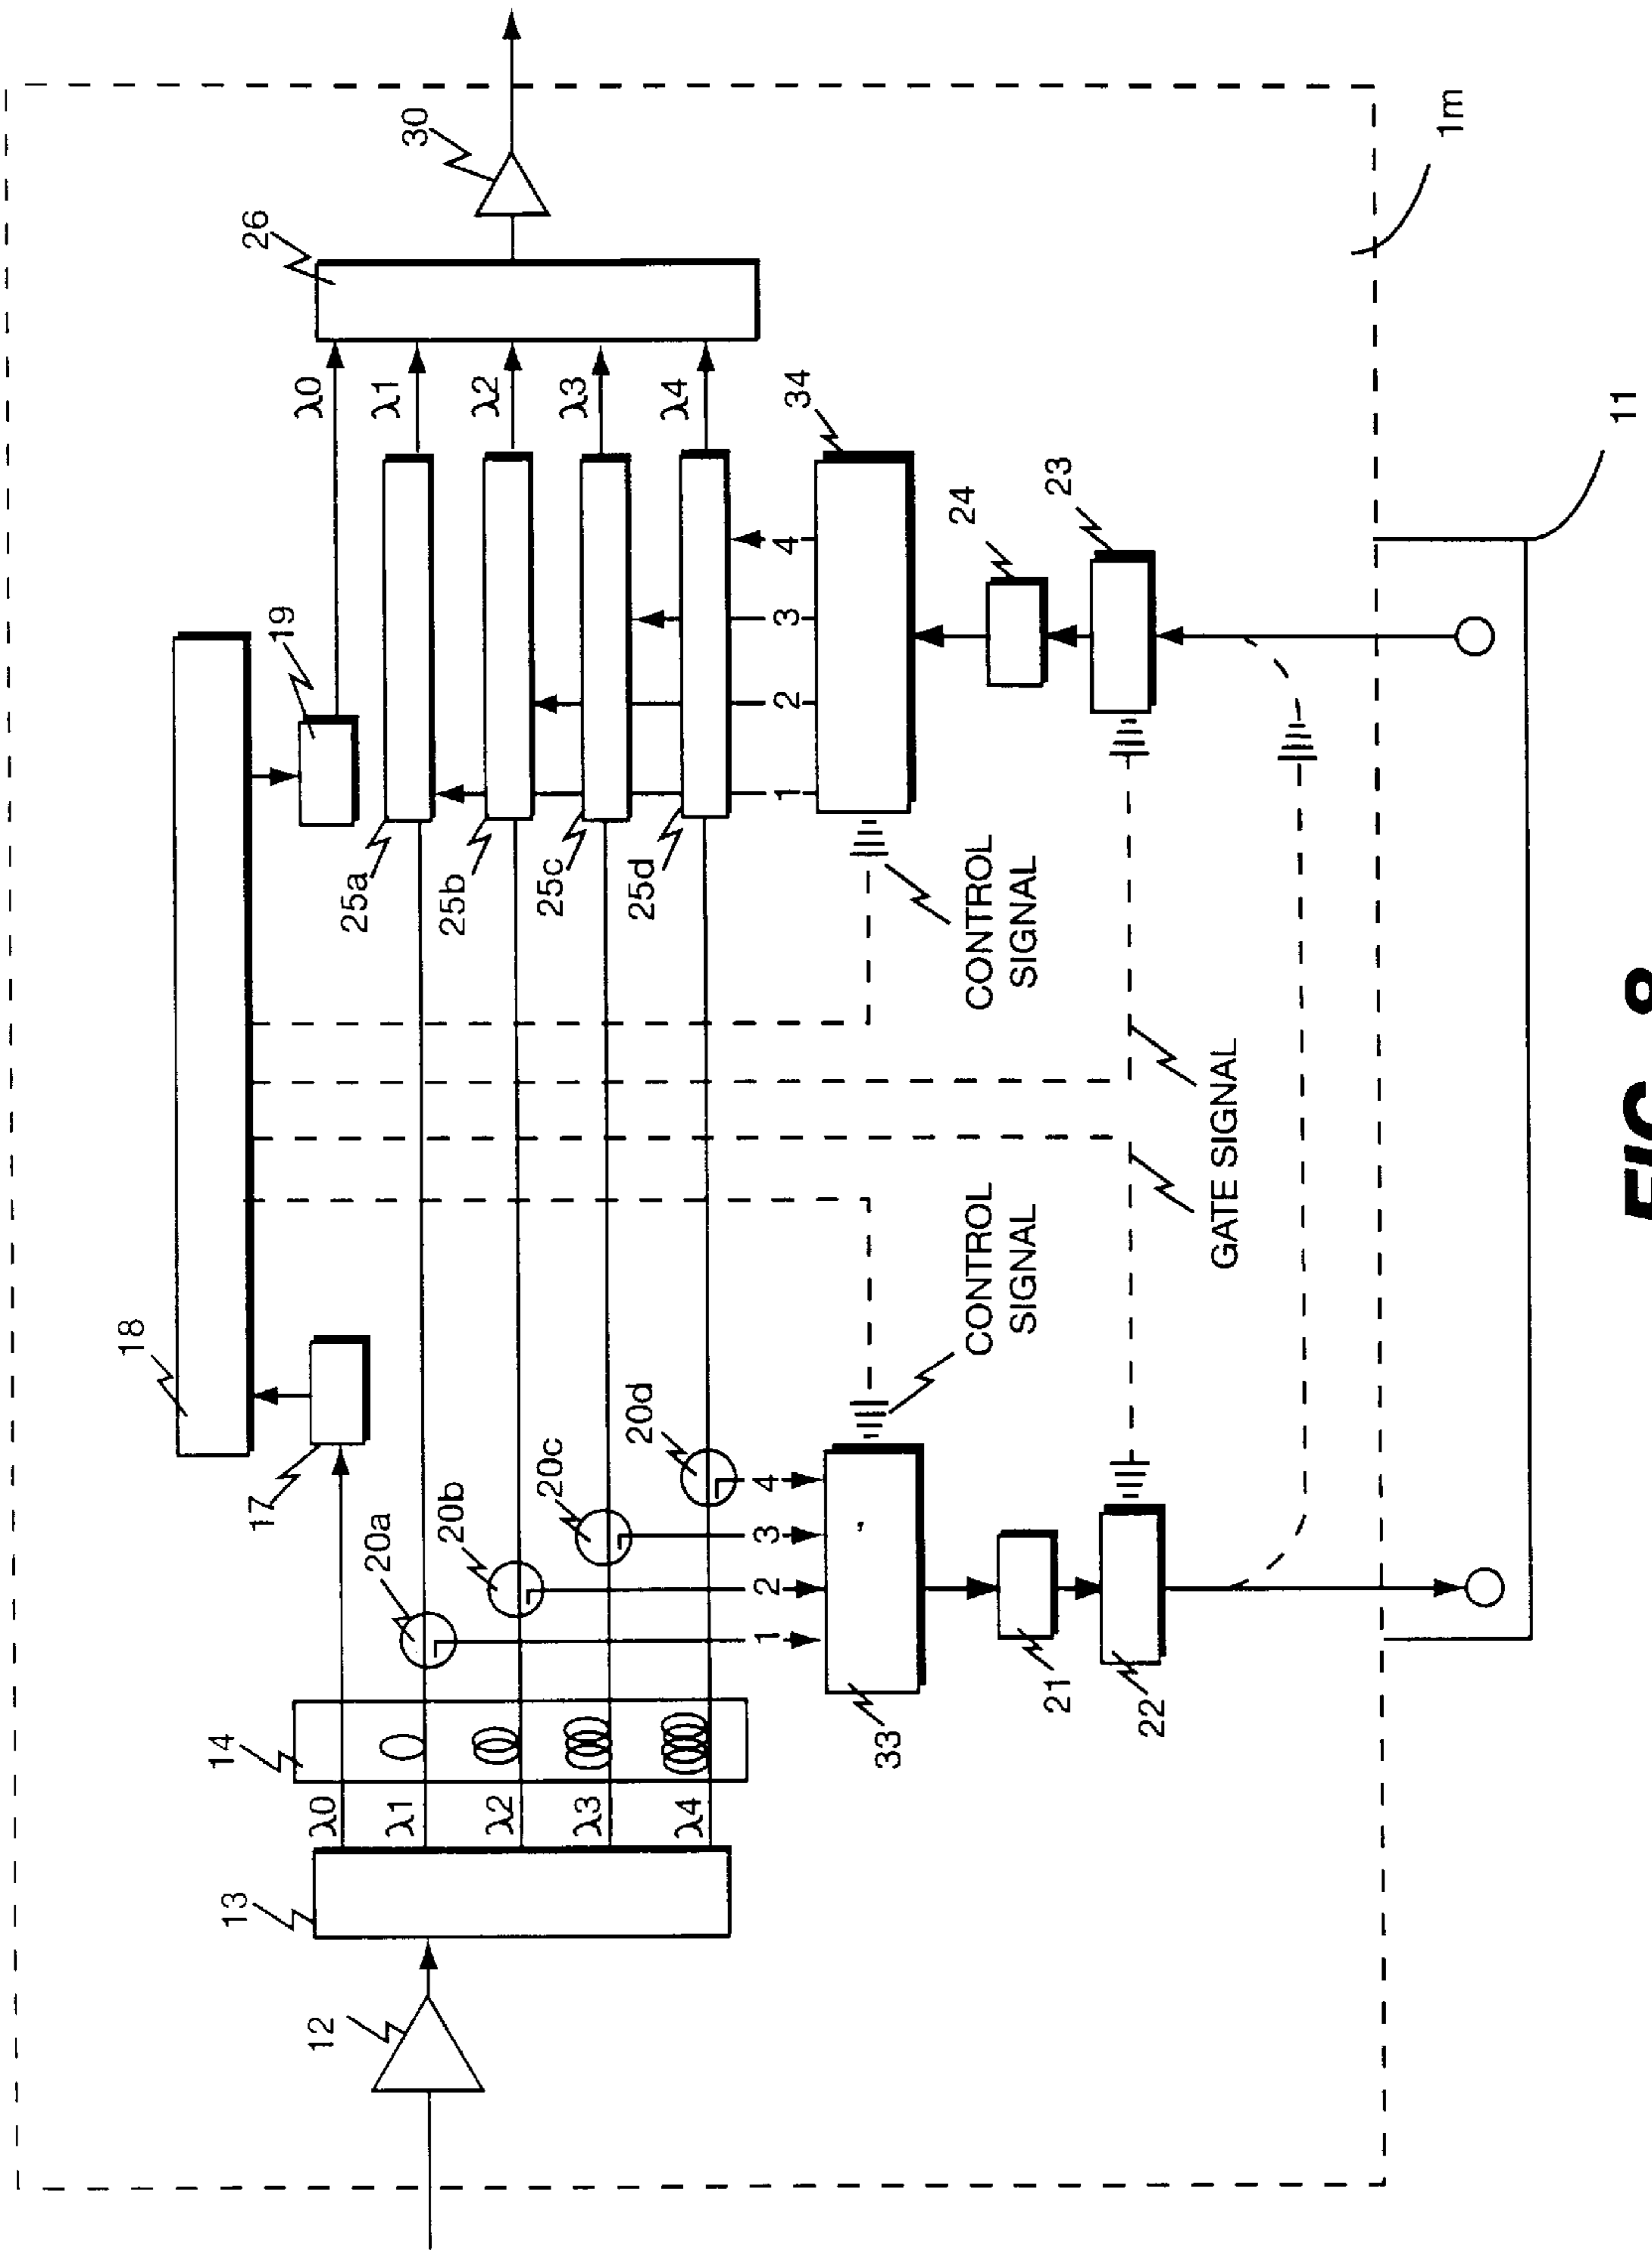 18
17
19
26
30
14
13
12
λ0
λ1
λ2
λ3
λ4
20a
20b
20c
20d
25a
25b
25c
25d
λ0
λ1
λ2
λ3
λ4
1
2
3
4
1
2
3
4
33
34
21
22
24
23
CONTROL
SIGNAL
CONTROL
SIGNAL
GATE SIGNAL
1m
11